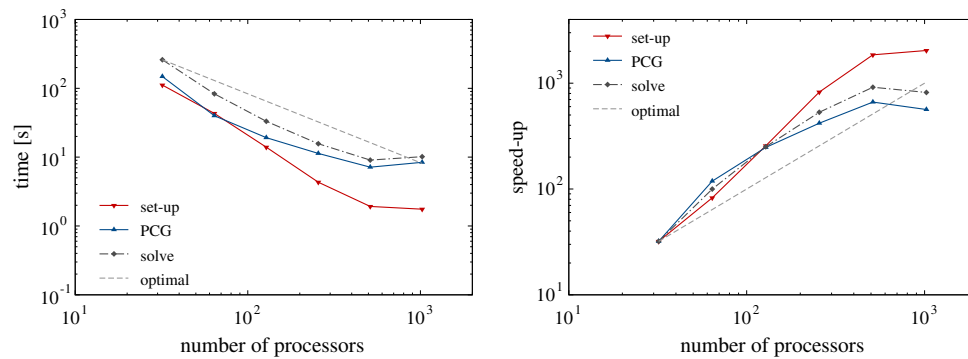 10^3
10^2
10^1
10^0
10^-1
time [s]
set-up
PCG
solve
optimal
10^1
10^2
10^3
number of processors
10^3
10^2
10^1
speed-up
set-up
PCG
solve
optimal
10^1
10^2
10^3
number of processors